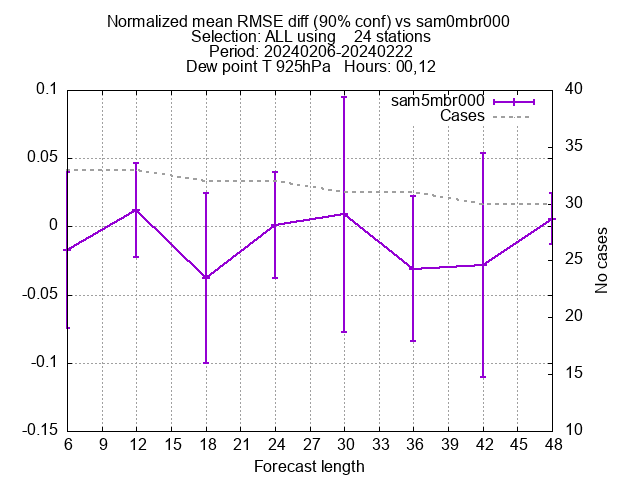 Normalized mean RMSE diff (90% conf) vs sam0mbr000
Selection: ALL using    24 stations
Period: 20240206-20240222
Dew point T 925hPa   Hours: 00,12
sam5mbr000
Cases
0.1
0.05
0
-0.05
-0.1
-0.15
40
35
30
25
20
15
10
No cases
6 12 15 18 21 24 27 30 33 36 39 42 45 48
Forecast length